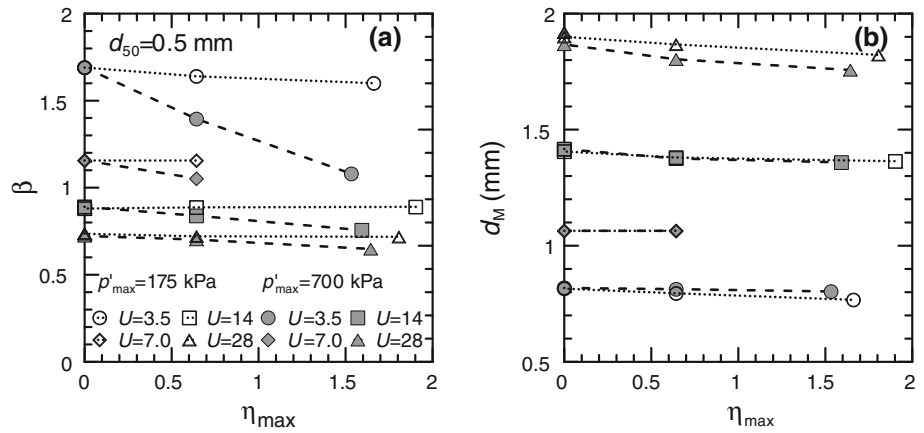 (a)
d50=0.5 mm
2
1.5
1
0.5
0
β
p'max=175 kPa p'max=700 kPa
U=3.5 U=14 U=3.5 U=14
U=7.0 U=28 U=7.0 U=28
0 0.5 1 1.5 2
ηmax
(b)
2
1.5
1
0.5
dM (mm)
0 0.5 1 1.5 2
ηmax